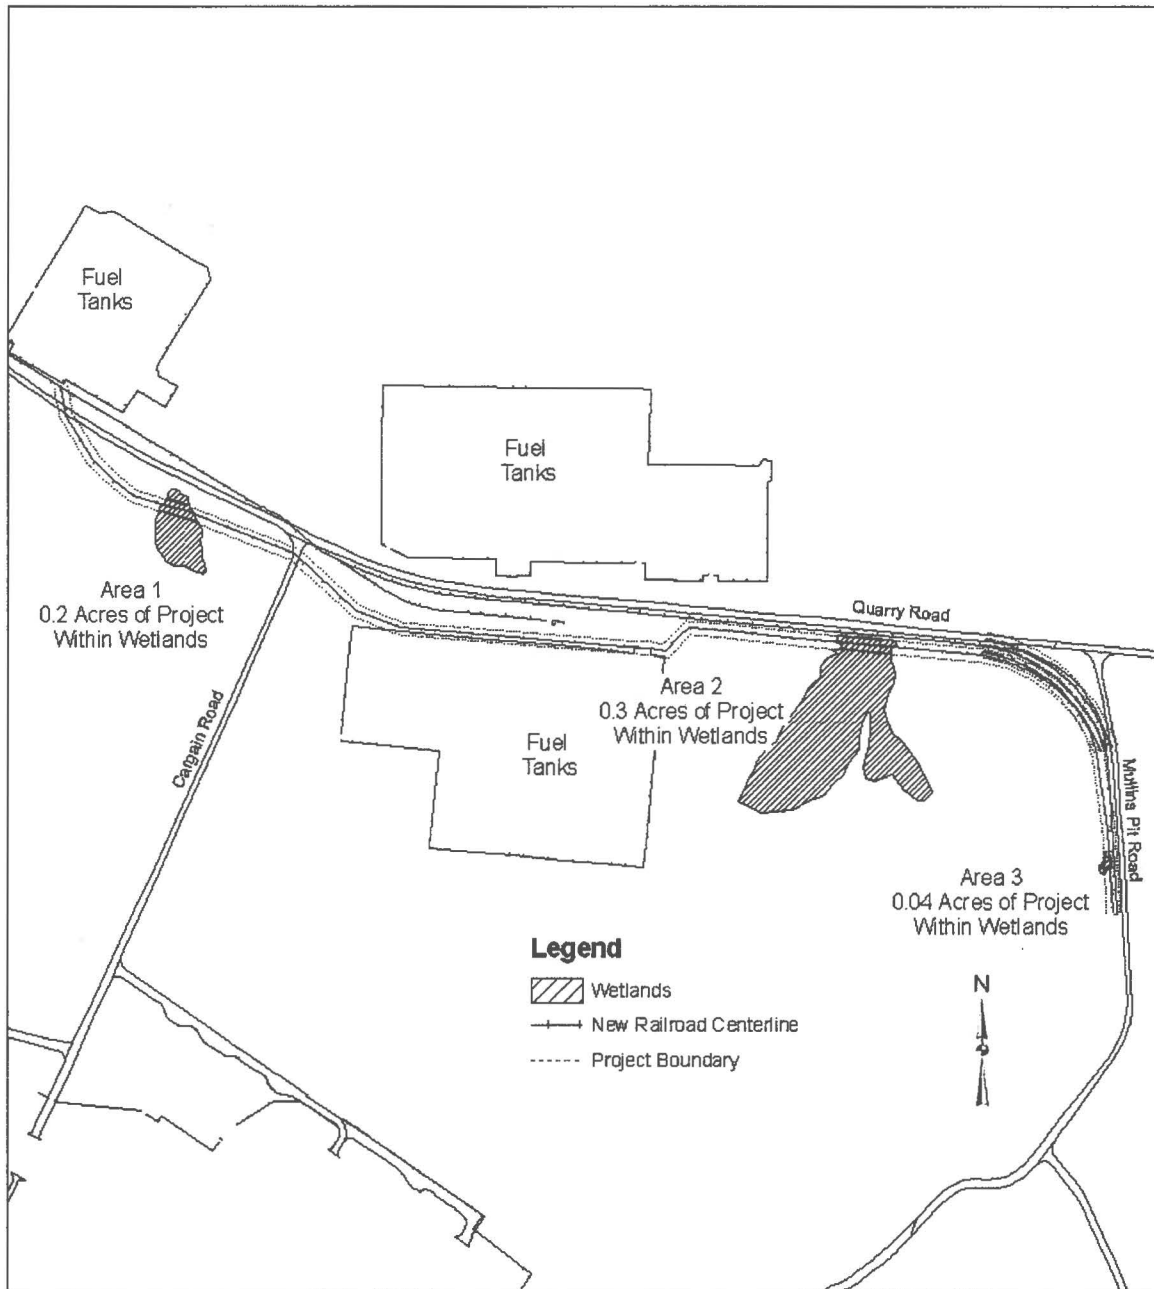 Fuel
Tanks
Fuel
Tanks
Area 1
0.2 Acres of Project
Within Wetlands
Quarry Road
Area 2
0.3 Acres of Project
Within Wetlands
Cargain Road
Fuel
Tanks
Mullins Pit Road
Area 3
0.04 Acres of Project
Within Wetlands
Legend
Wetlands
New Railroad Centerline
Project Boundary
N